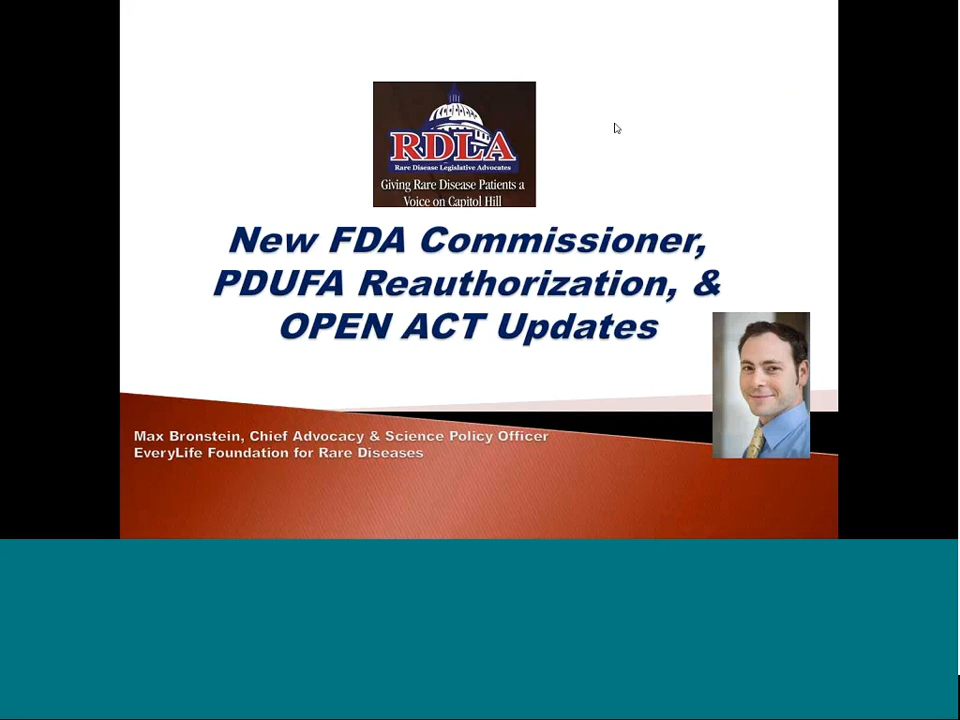 RDLA
Rare Disease Legislative Advocates
Giving Rare Disease Patients a
Voice on Capitol Hill
New FDA Commissioner,
PDUFA Reauthorization, &
OPEN ACT Updates
Max Bronstein, Chief Advocacy & Science Policy Officer
EveryLife Foundation for Rare Diseases